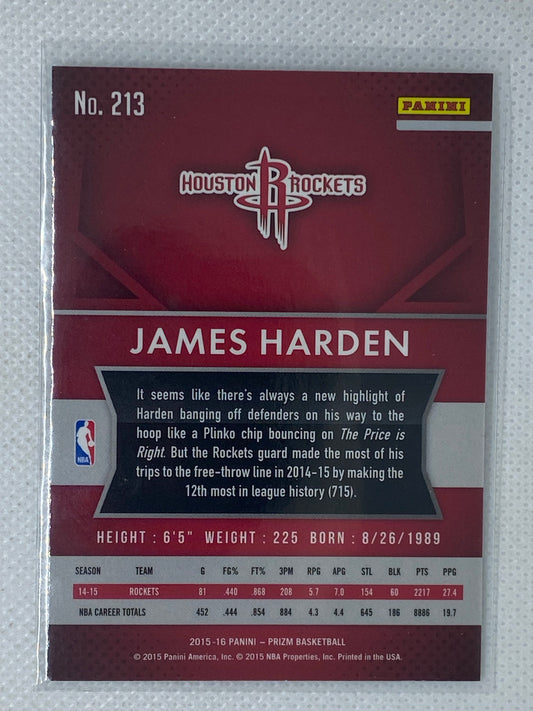 No. 213
PANINI
HOUSTON R ROCKETS
JAMES HARDEN
It seems like there's always a new highlight of
Harden banging off defenders on his way to the
hoop like a Plinko chip bouncing on The Price is
Right. But the Rockets guard made the most of his
trips to the free-throw line in 2014-15 by making the
12th most in league history (715).
NBA
HEIGHT : 6'5" WEIGHT : 225 BORN : 8/26/1989
SEASON TEAM G FG% FT% 3PM RPG APG STL BLK PTS PPG
14-15 ROCKETS 81 .440 .868 208 5.7 7.0 154 60 2217 27.4
NBA CAREER TOTALS 452 .444 .854 884 4.3 4.4 645 186 8886 19.7
2015-16 PANINI – PRIZM BASKETBALL
© 2015 Panini America, Inc. © 2015 NBA Properties, Inc. Printed in the USA.